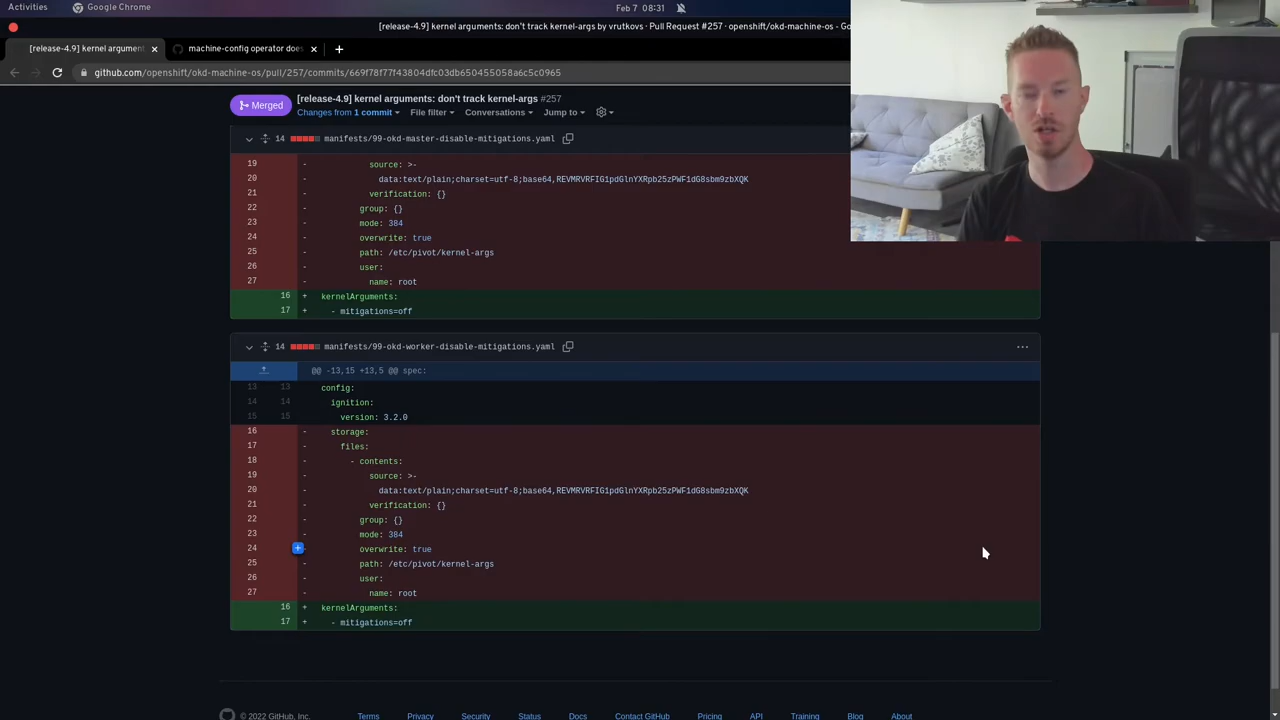 Activities
Google Chrome
Feb 7 08:31
[release-4.9] kernel arguments: don't track kernel-args by vrutkovs · Pull Request #257 · openshift/okd-machine-os - Go
[release-4.9] kernel argument
machine-config operator does
github.com/openshift/okd-machine-os/pull/257/commits/669f78f77f43804dfc03db650455058a6c5c0965
Merged
[release-4.9] kernel arguments: don't track kernel-args #257
Changes from 1 commit
File filter
Conversations
Jump to
14 manifests/99-okd-master-disable-mitigations.yaml
19 - source: >-
20 - data:text/plain;charset=utf-8;base64,REVMRVRFIG1pdGlnYXRpb25zPWF1dG8sbm9zbXQK
21 - verification: {}
22 - group: {}
23 - mode: 384
24 - overwrite: true
25 - path: /etc/pivot/kernel-args
26 - user:
27 - name: root
16 + kernelArguments:
17 + - mitigations=off
14 manifests/99-okd-worker-disable-mitigations.yaml
@@ -13,15 +13,5 @@ spec:
13 13 config:
14 14 ignition:
15 15 version: 3.2.0
16 - storage:
17 - files:
18 - - contents:
19 - source: >-
20 - data:text/plain;charset=utf-8;base64,REVMRVRFIG1pdGlnYXRpb25zPWF1dG8sbm9zbXQK
21 - verification: {}
22 - group: {}
23 - mode: 384
24 - overwrite: true
25 - path: /etc/pivot/kernel-args
26 - user:
27 - name: root
16 + kernelArguments:
17 + - mitigations=off
© 2022 GitHub, Inc.
Terms
Privacy
Security
Status
Docs
Contact GitHub
Pricing
API
Training
Blog
About